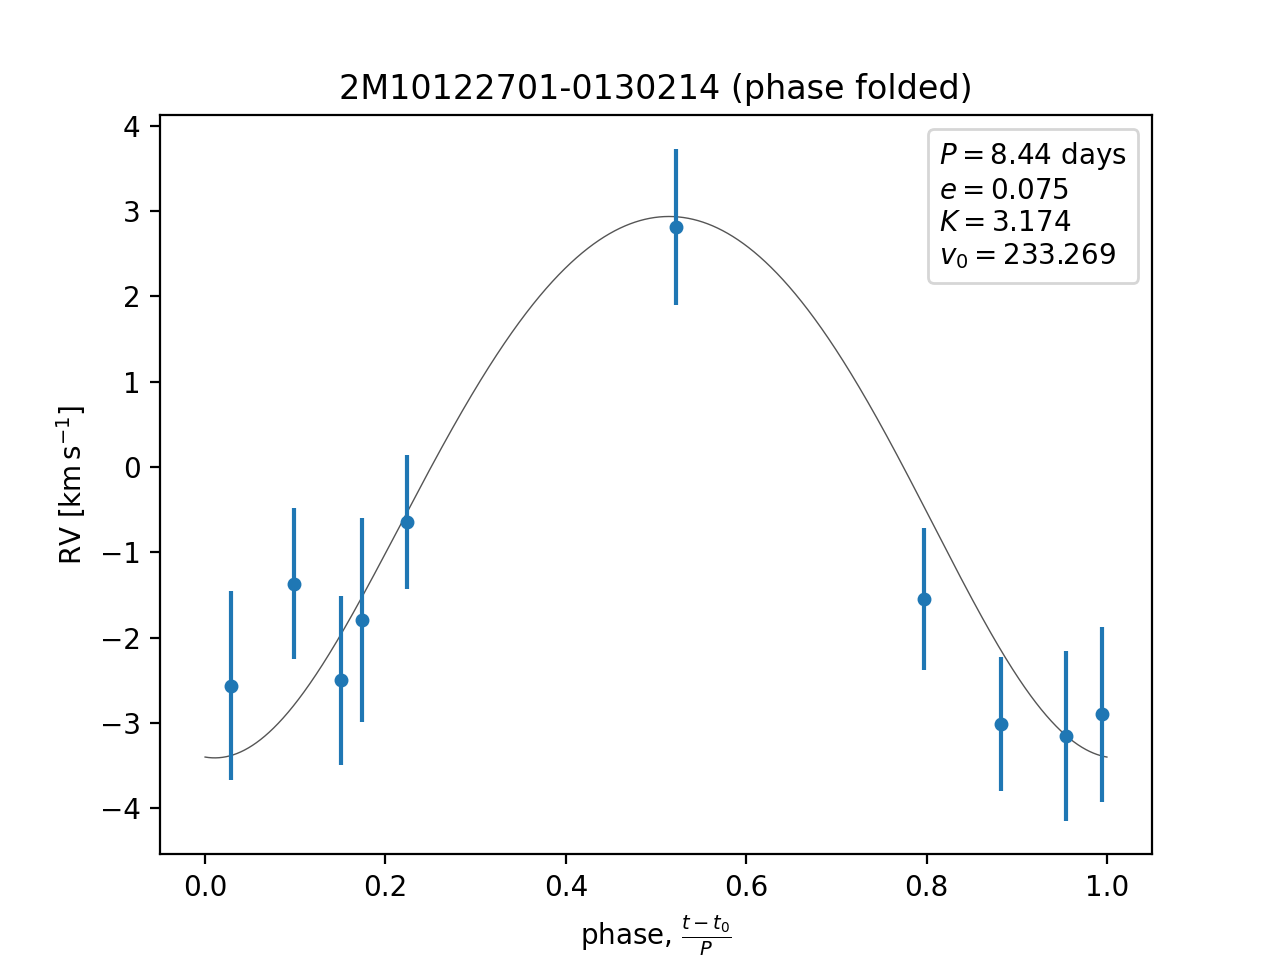 2M10122701-0130214 (phase folded)
P = 8.44 days
e = 0.075
K = 3.174
v₀ = 233.269
RV [km s⁻¹]
4
3
2
1
0
−1
−2
−3
−4
0.0 0.2 0.4 0.6 0.8 1.0
phase, (t − t₀)/P